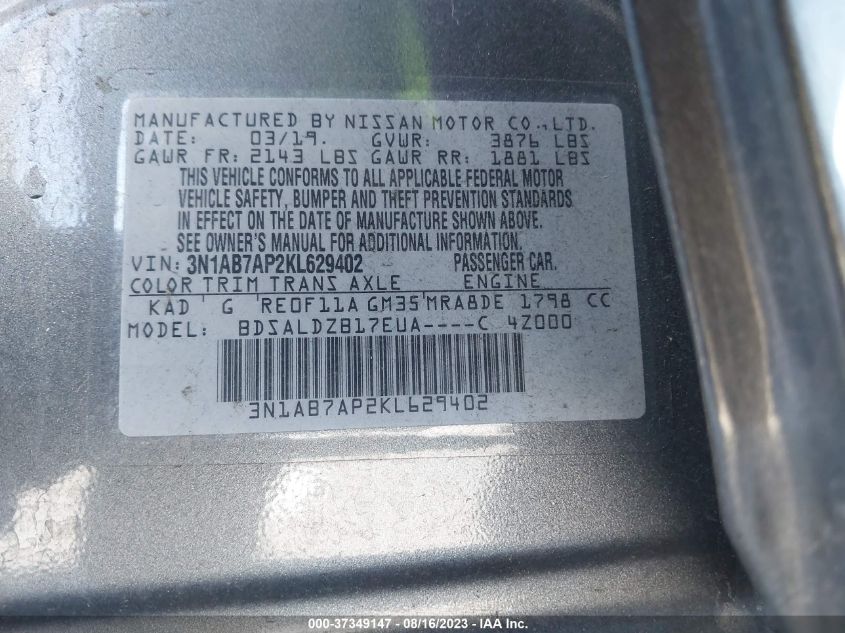 MANUFACTURED BY NISSAN MOTOR CO.,LTD.
DATE: 03/19. GVWR: 3876 LBS
GAWR FR: 2143 LBS GAWR RR: 1881 LBS
THIS VEHICLE CONFORMS TO ALL APPLICABLE FEDERAL MOTOR
VEHICLE SAFETY, BUMPER AND THEFT PREVENTION STANDARDS
IN EFFECT ON THE DATE OF MANUFACTURE SHOWN ABOVE.
SEE OWNER'S MANUAL FOR ADDITIONAL INFORMATION.
VIN: 3N1AB7AP2KL629402 PASSENGER CAR.
COLOR TRIM TRANS AXLE ENGINE
KAD G RE0F11A GM35 MRA8DE 1798 CC
MODEL: BDSALDZB17EUA----C 4Z000
3N1AB7AP2KL629402
000-37349147 - 08/16/2023 - IAAI.com